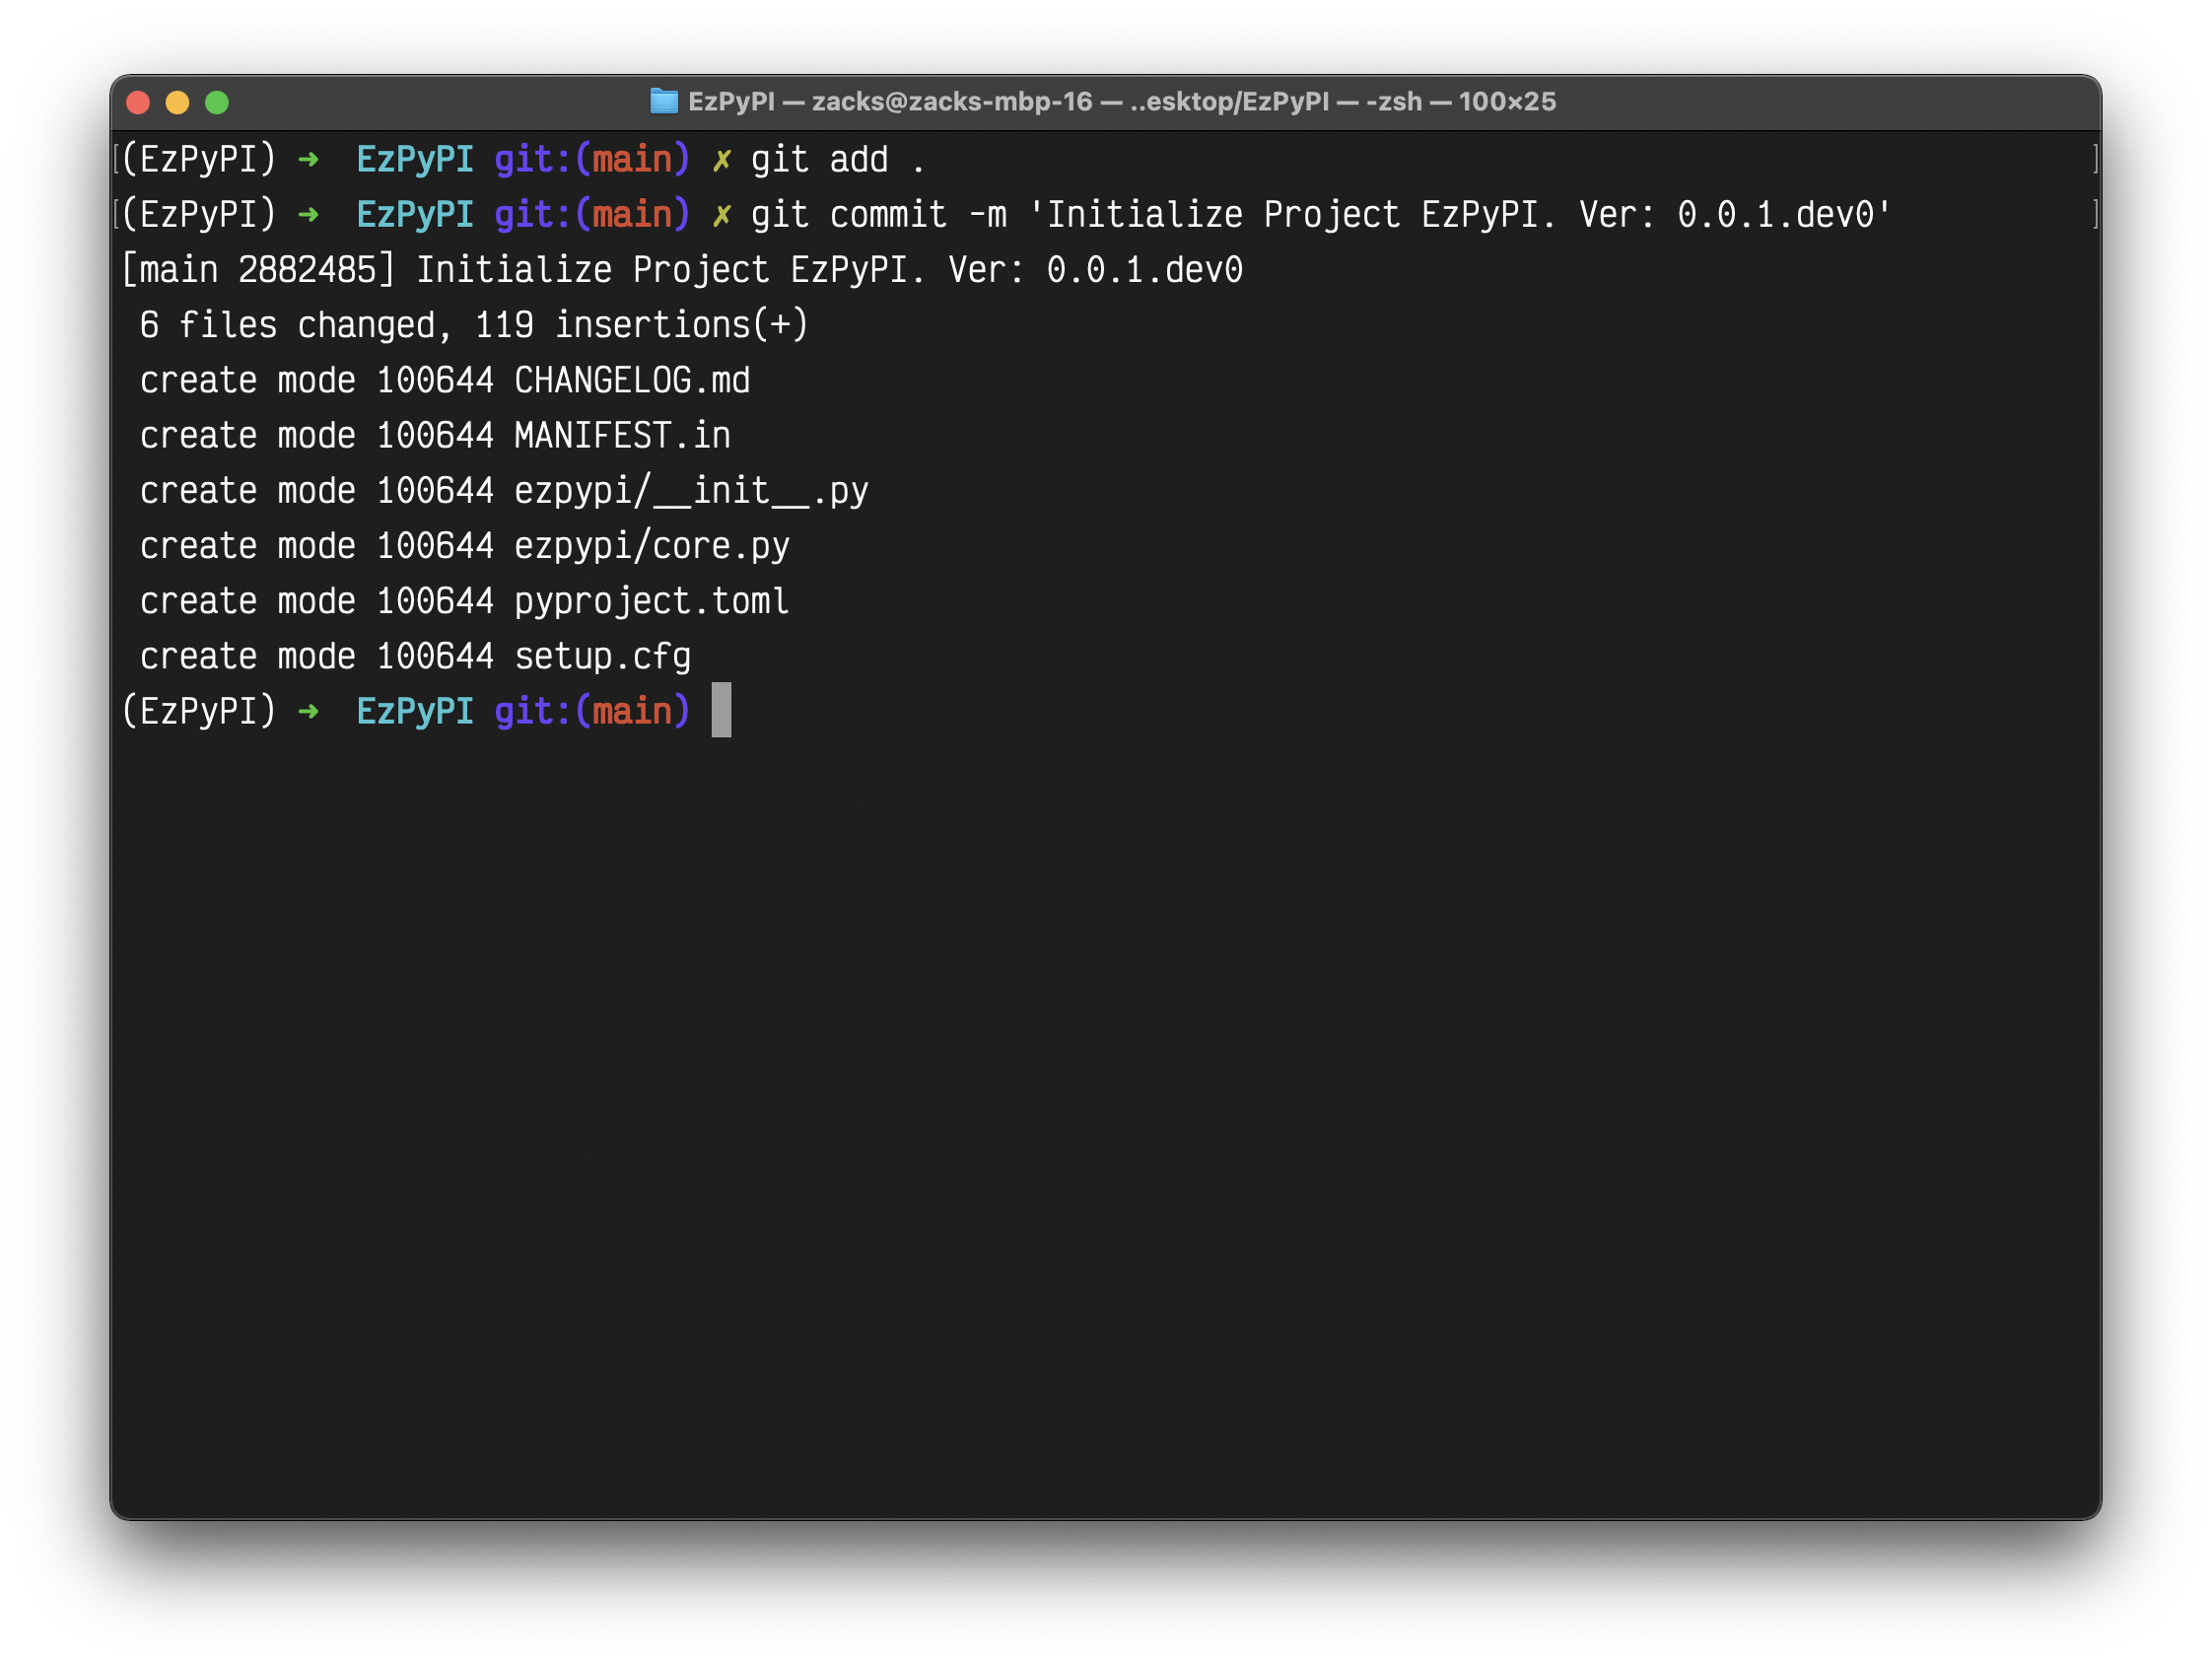 EzPyPI — zacks@zacks-mbp-16 — ..esktop/EzPyPI — -zsh — 100×25
[(EzPyPI) ➜  EzPyPI git:(main) ✗ git add . ]
[(EzPyPI) ➜  EzPyPI git:(main) ✗ git commit -m 'Initialize Project EzPyPI. Ver: 0.0.1.dev0' ]
[main 2882485] Initialize Project EzPyPI. Ver: 0.0.1.dev0
 6 files changed, 119 insertions(+)
 create mode 100644 CHANGELOG.md
 create mode 100644 MANIFEST.in
 create mode 100644 ezpypi/__init__.py
 create mode 100644 ezpypi/core.py
 create mode 100644 pyproject.toml
 create mode 100644 setup.cfg
(EzPyPI) ➜  EzPyPI git:(main)